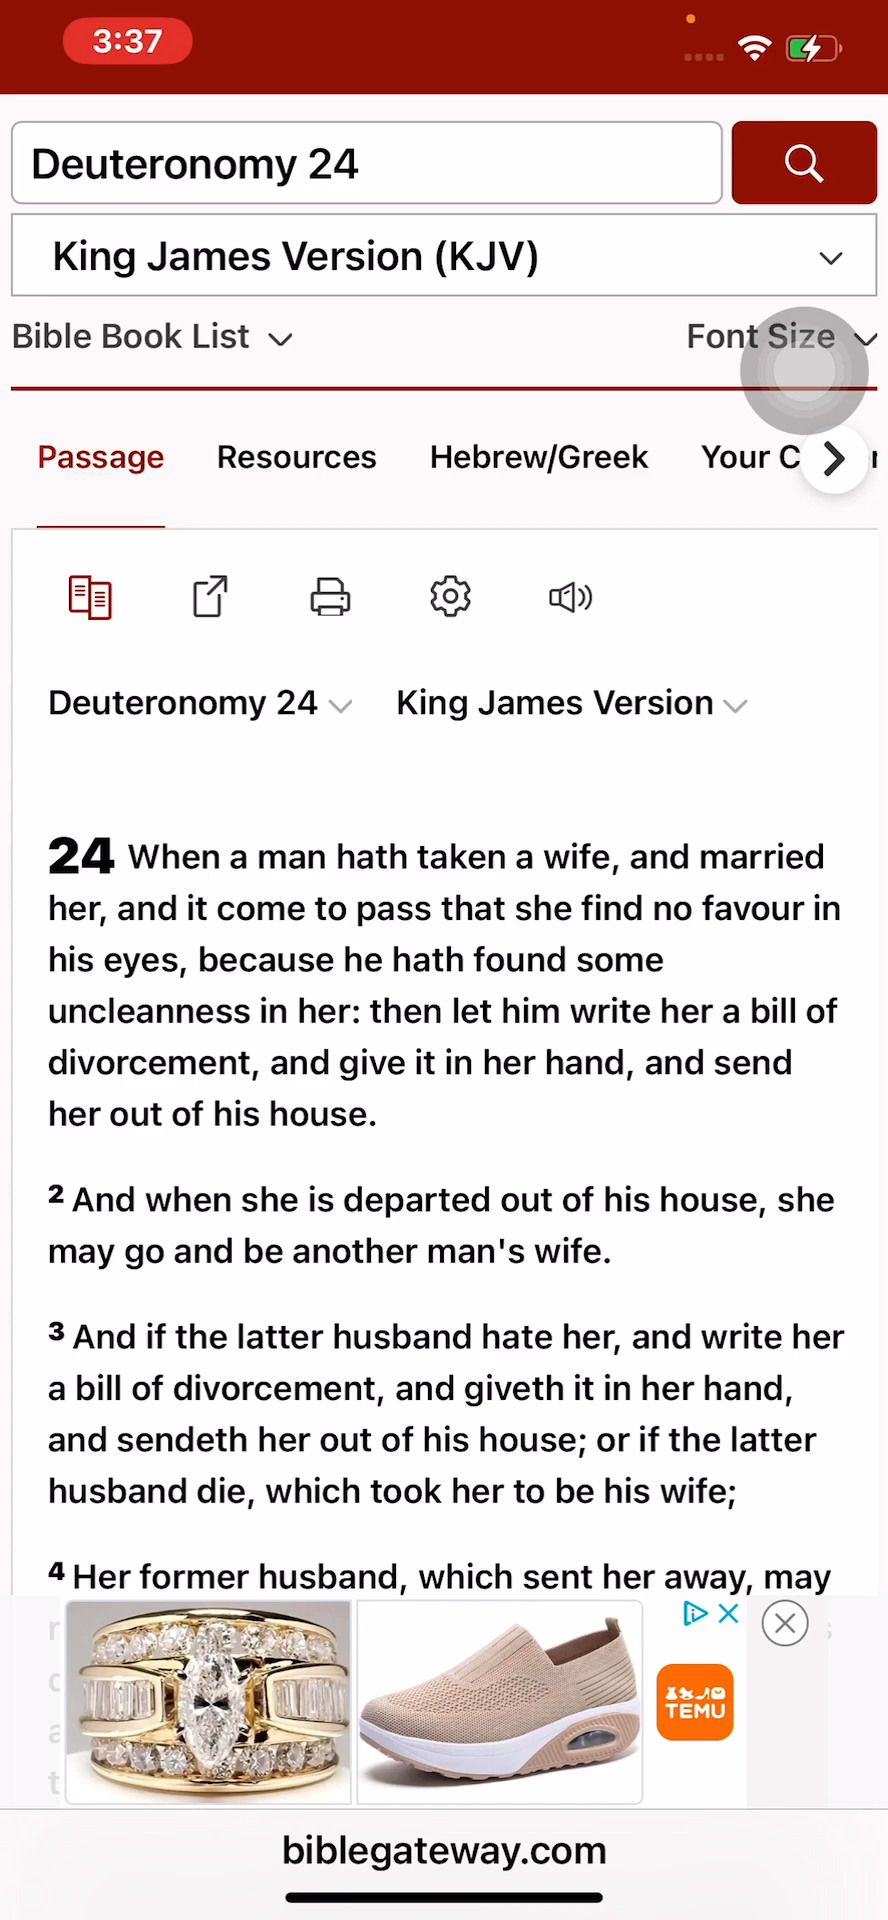 3:37
Deuteronomy 24
King James Version (KJV)
Bible Book List
Font Size
Passage Resources Hebrew/Greek Your C
Deuteronomy 24 King James Version
24 When a man hath taken a wife, and married
her, and it come to pass that she find no favour in
his eyes, because he hath found some
uncleanness in her: then let him write her a bill of
divorcement, and give it in her hand, and send
her out of his house.
2 And when she is departed out of his house, she
may go and be another man's wife.
3 And if the latter husband hate her, and write her
a bill of divorcement, and giveth it in her hand,
and sendeth her out of his house; or if the latter
husband die, which took her to be his wife;
4 Her former husband, which sent her away, may
TEMU
biblegateway.com